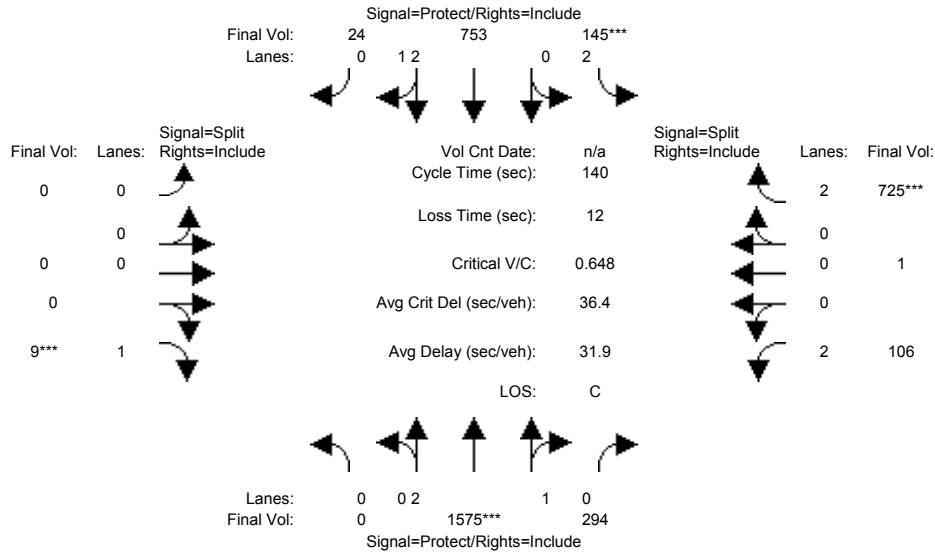 Signal=Protect/Rights=Include
Final Vol: 24 753 145***
Lanes: 0 1 2 0 2
Signal=Split Signal=Split
Final Vol: Lanes: Rights=Include Vol Cnt Date: n/a Rights=Include Lanes: Final Vol:
Cycle Time (sec): 140
0 0 2 725***
Loss Time (sec): 12
0 0
0 0 Critical V/C: 0.648 0 1
0 Avg Crit Del (sec/veh): 36.4 0
9*** 1 Avg Delay (sec/veh): 31.9 2 106
LOS: C
Lanes: 0 0 2 1 0
Final Vol: 0 1575*** 294
Signal=Protect/Rights=Include